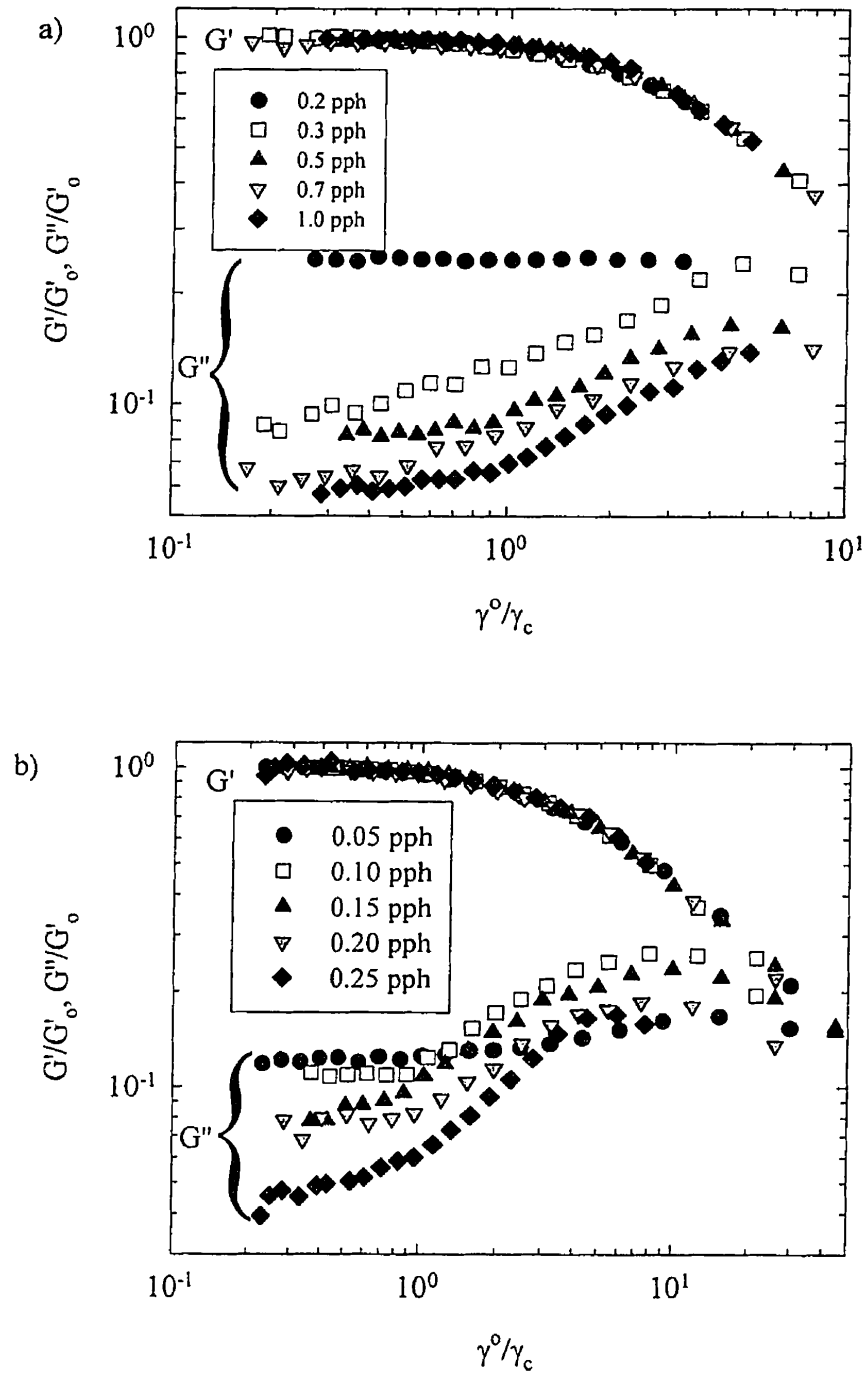 a)
10⁰
G'
0.2 pph
0.3 pph
0.5 pph
0.7 pph
1.0 pph
G'/G'ₒ, G''/G'ₒ
G''
10⁻¹
10⁻¹ 10⁰ 10¹
γᵒ/γ꜀
b)
10⁰
G'
0.05 pph
0.10 pph
0.15 pph
0.20 pph
0.25 pph
G'/G'ₒ, G''/G'ₒ
10⁻¹
G''
10⁻¹ 10⁰ 10¹
γᵒ/γ꜀